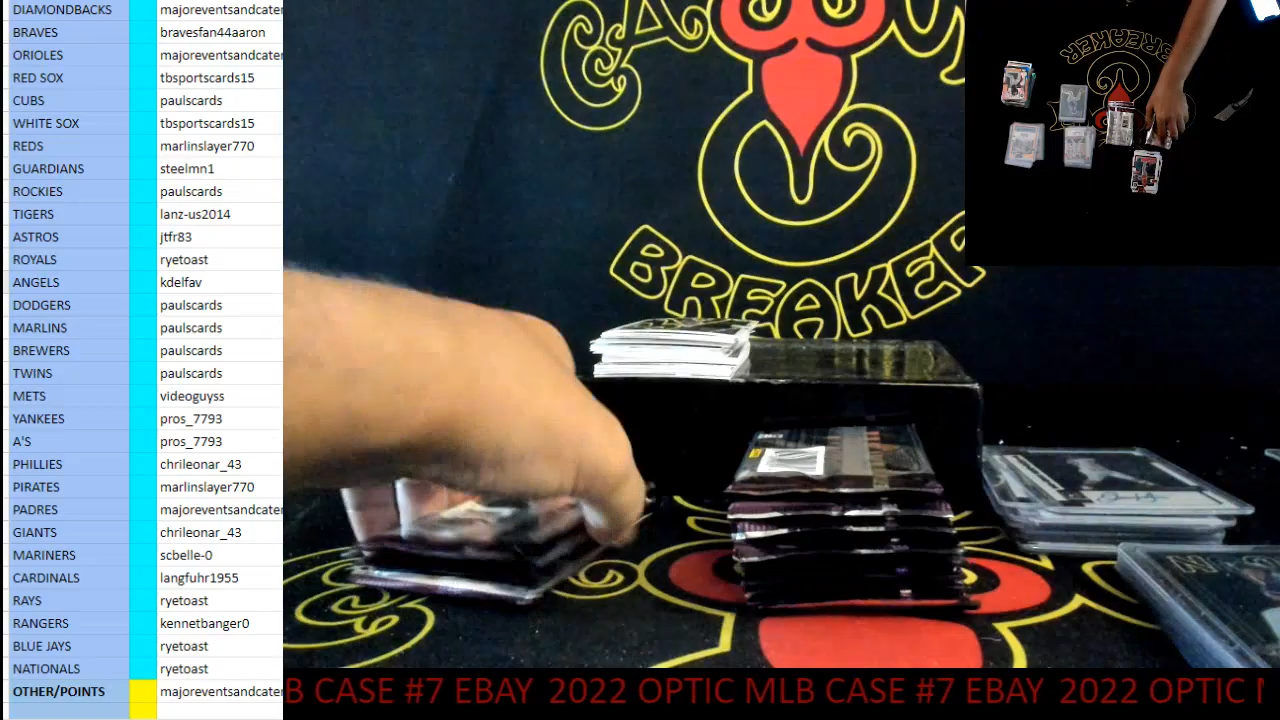 DIAMONDBACKS majoreventsandcater
BRAVES bravesfan44aaron
ORIOLES majoreventsandcater
RED SOX tbsportscards15
CUBS paulscards
WHITE SOX tbsportscards15
REDS marlinslayer770
GUARDIANS steelmn1
ROCKIES paulscards
TIGERS lanz-us2014
ASTROS jtfr83
ROYALS ryetoast
ANGELS kdelfav
DODGERS paulscards
MARLINS paulscards
BREWERS paulscards
TWINS paulscards
METS videoguyss
YANKEES pros_7793
A'S pros_7793
PHILLIES chrileonar_43
PIRATES marlinslayer770
PADRES majoreventsandcater
GIANTS chrileonar_43
MARINERS scbelle-0
CARDINALS langfuhr1955
RAYS ryetoast
RANGERS kennetbanger0
BLUE JAYS ryetoast
NATIONALS ryetoast
OTHER/POINTS majoreventsandcater
BREAKER
BREAKER
B CASE #7 EBAY 2022 OPTIC MLB CASE #7 EBAY 2022 OPTIC